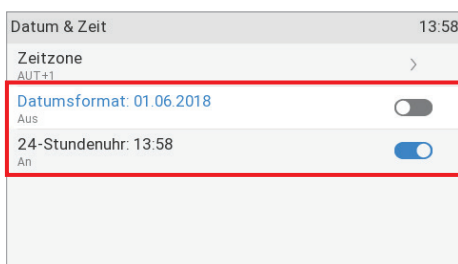 Datum & Zeit 13:58
Zeitzone
AUT+1
Datumsformat: 01.06.2018
Aus
24-Stundenuhr: 13:58
An